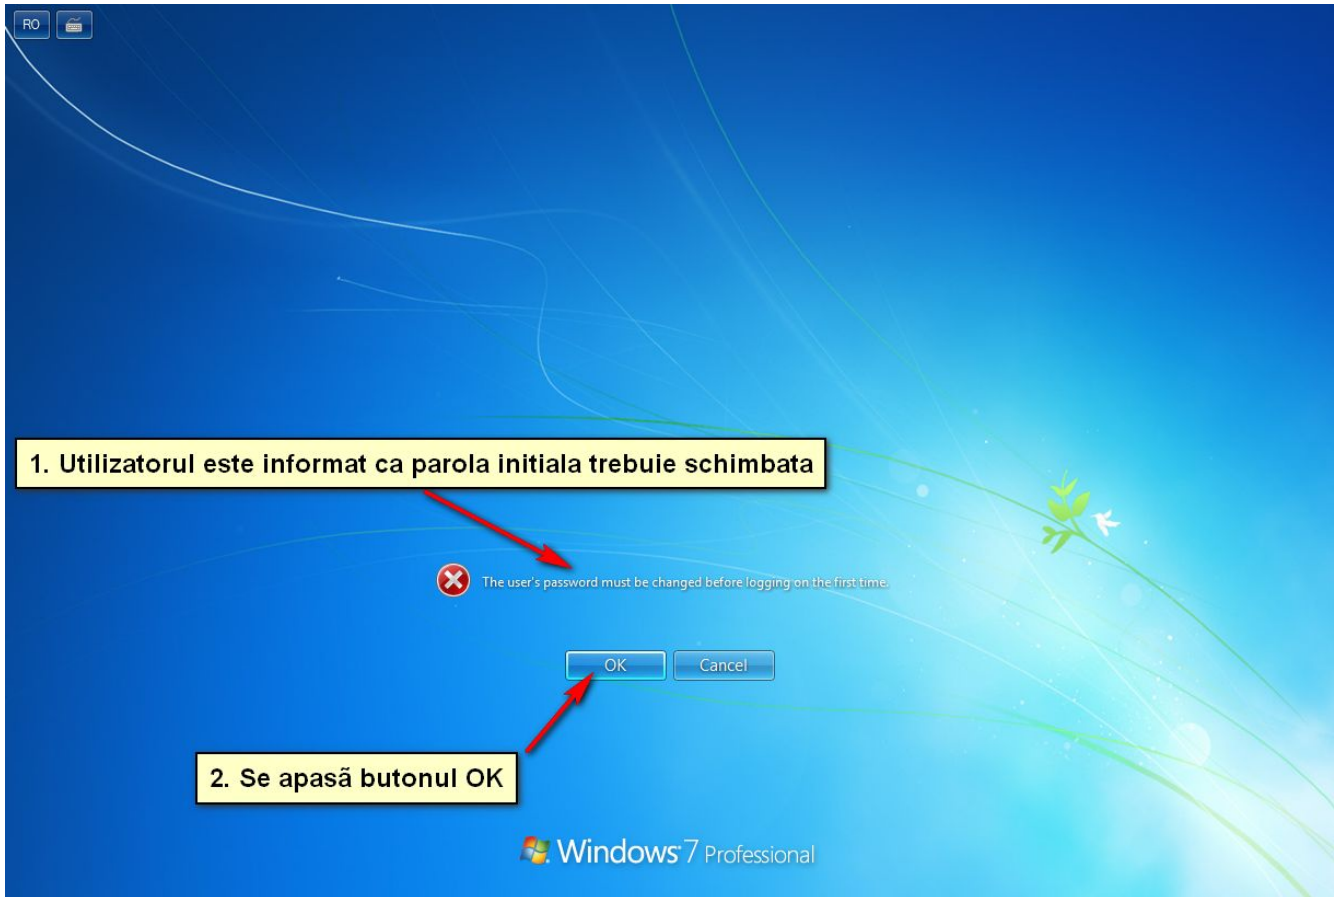 RO
1. Utilizatorul este informat ca parola initiala trebuie schimbata
The user's password must be changed before logging on the first time.
OK
Cancel
2. Se apasã butonul OK
Windows 7 Professional